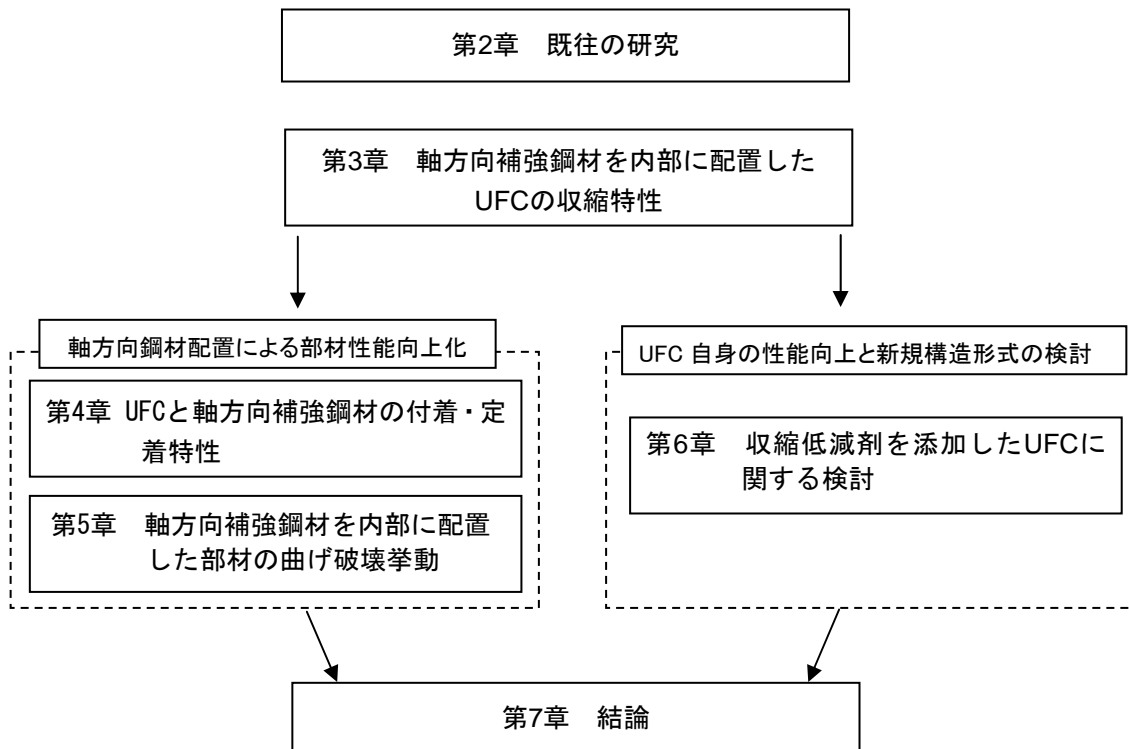 第2章　既往の研究
第3章　軸方向補強鋼材を内部に配置した
UFCの収縮特性
軸方向鋼材配置による部材性能向上化
第4章 UFCと軸方向補強鋼材の付着・定
着特性
第5章　軸方向補強鋼材を内部に配置
した部材の曲げ破壊挙動
UFC 自身の性能向上と新規構造形式の検討
第6章　収縮低減剤を添加したUFCに
関する検討
第7章　結論